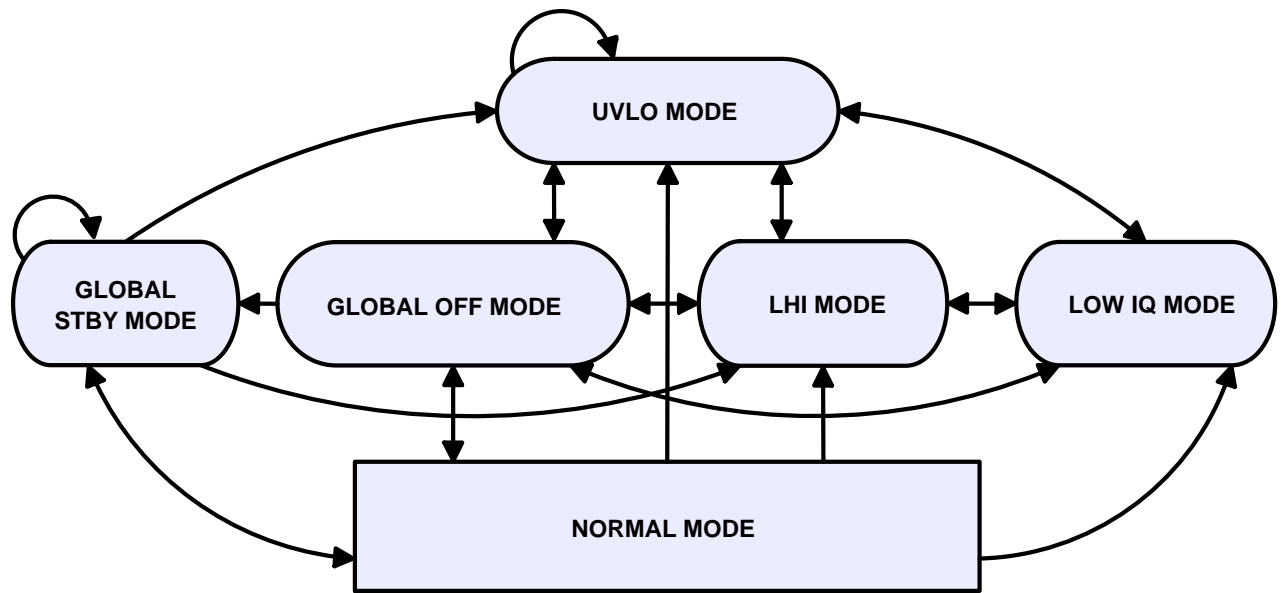 UVLO MODE
GLOBAL
STBY MODE
GLOBAL OFF MODE
LHI MODE
LOW IQ MODE
NORMAL MODE